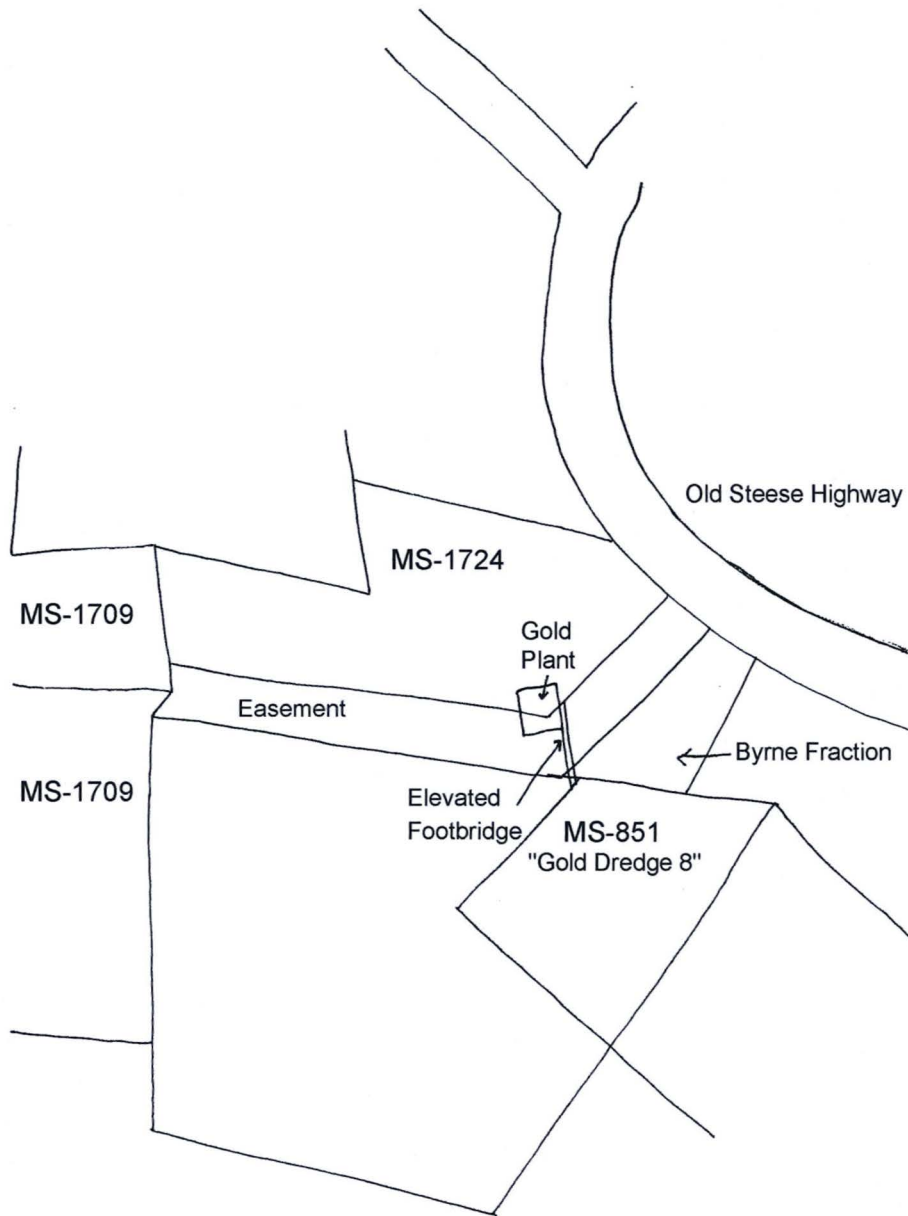 Old Steese Highway
MS-1724
MS-1709
Gold
Plant
Easement
Byrne Fraction
MS-1709
Elevated
Footbridge
MS-851
"Gold Dredge 8"